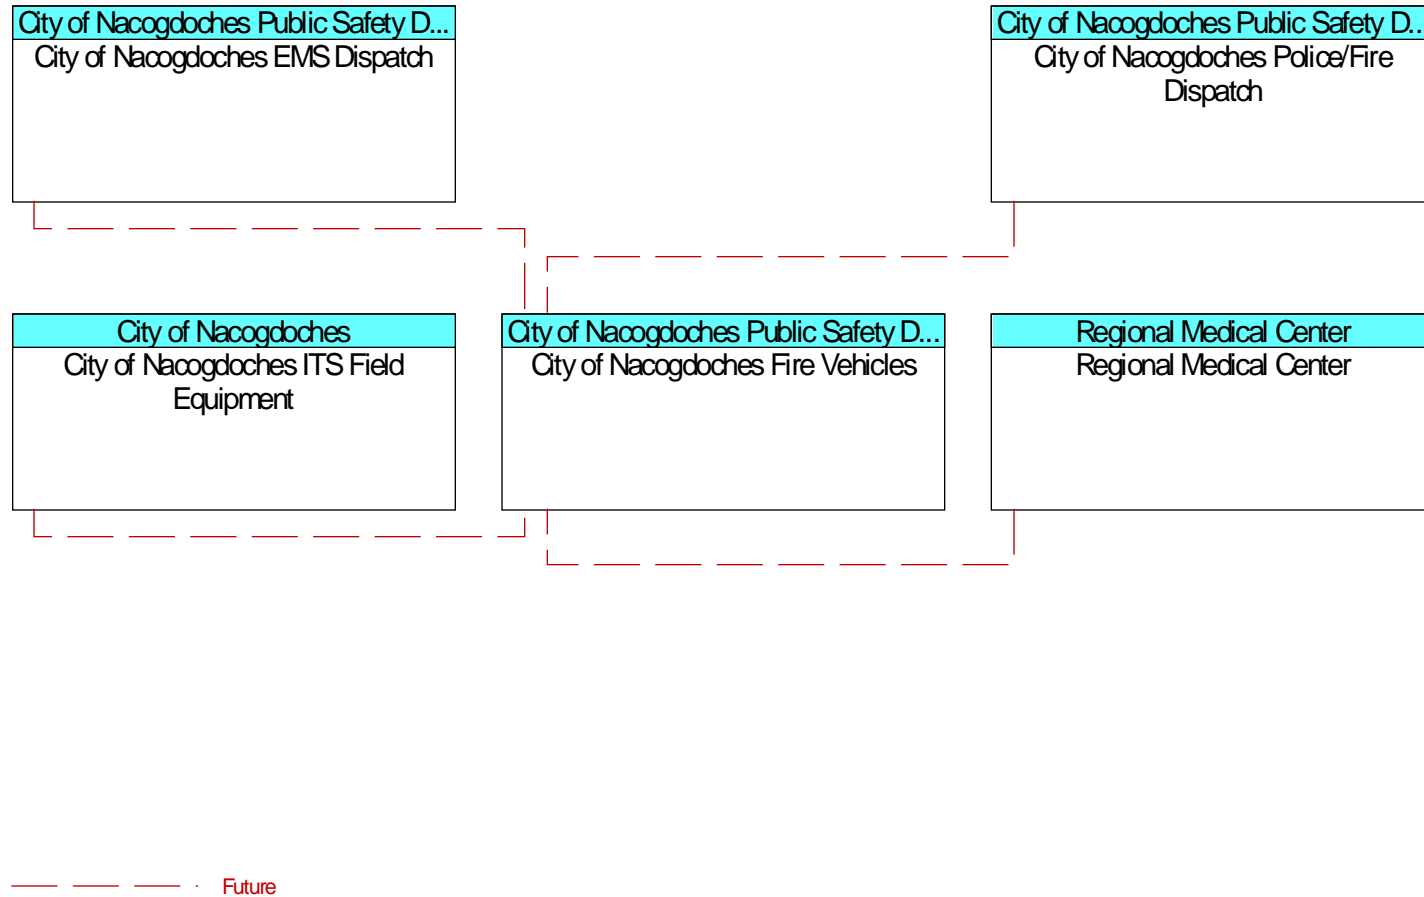 City of Nacogdoches Public Safety D...
City of Nacogdoches EMS Dispatch
City of Nacogdoches Public Safety D...
City of Nacogdoches Police/Fire
Dispatch
City of Nacogdoches
City of Nacogdoches ITS Field
Equipment
City of Nacogdoches Public Safety D...
City of Nacogdoches Fire Vehicles
Regional Medical Center
Regional Medical Center
Future